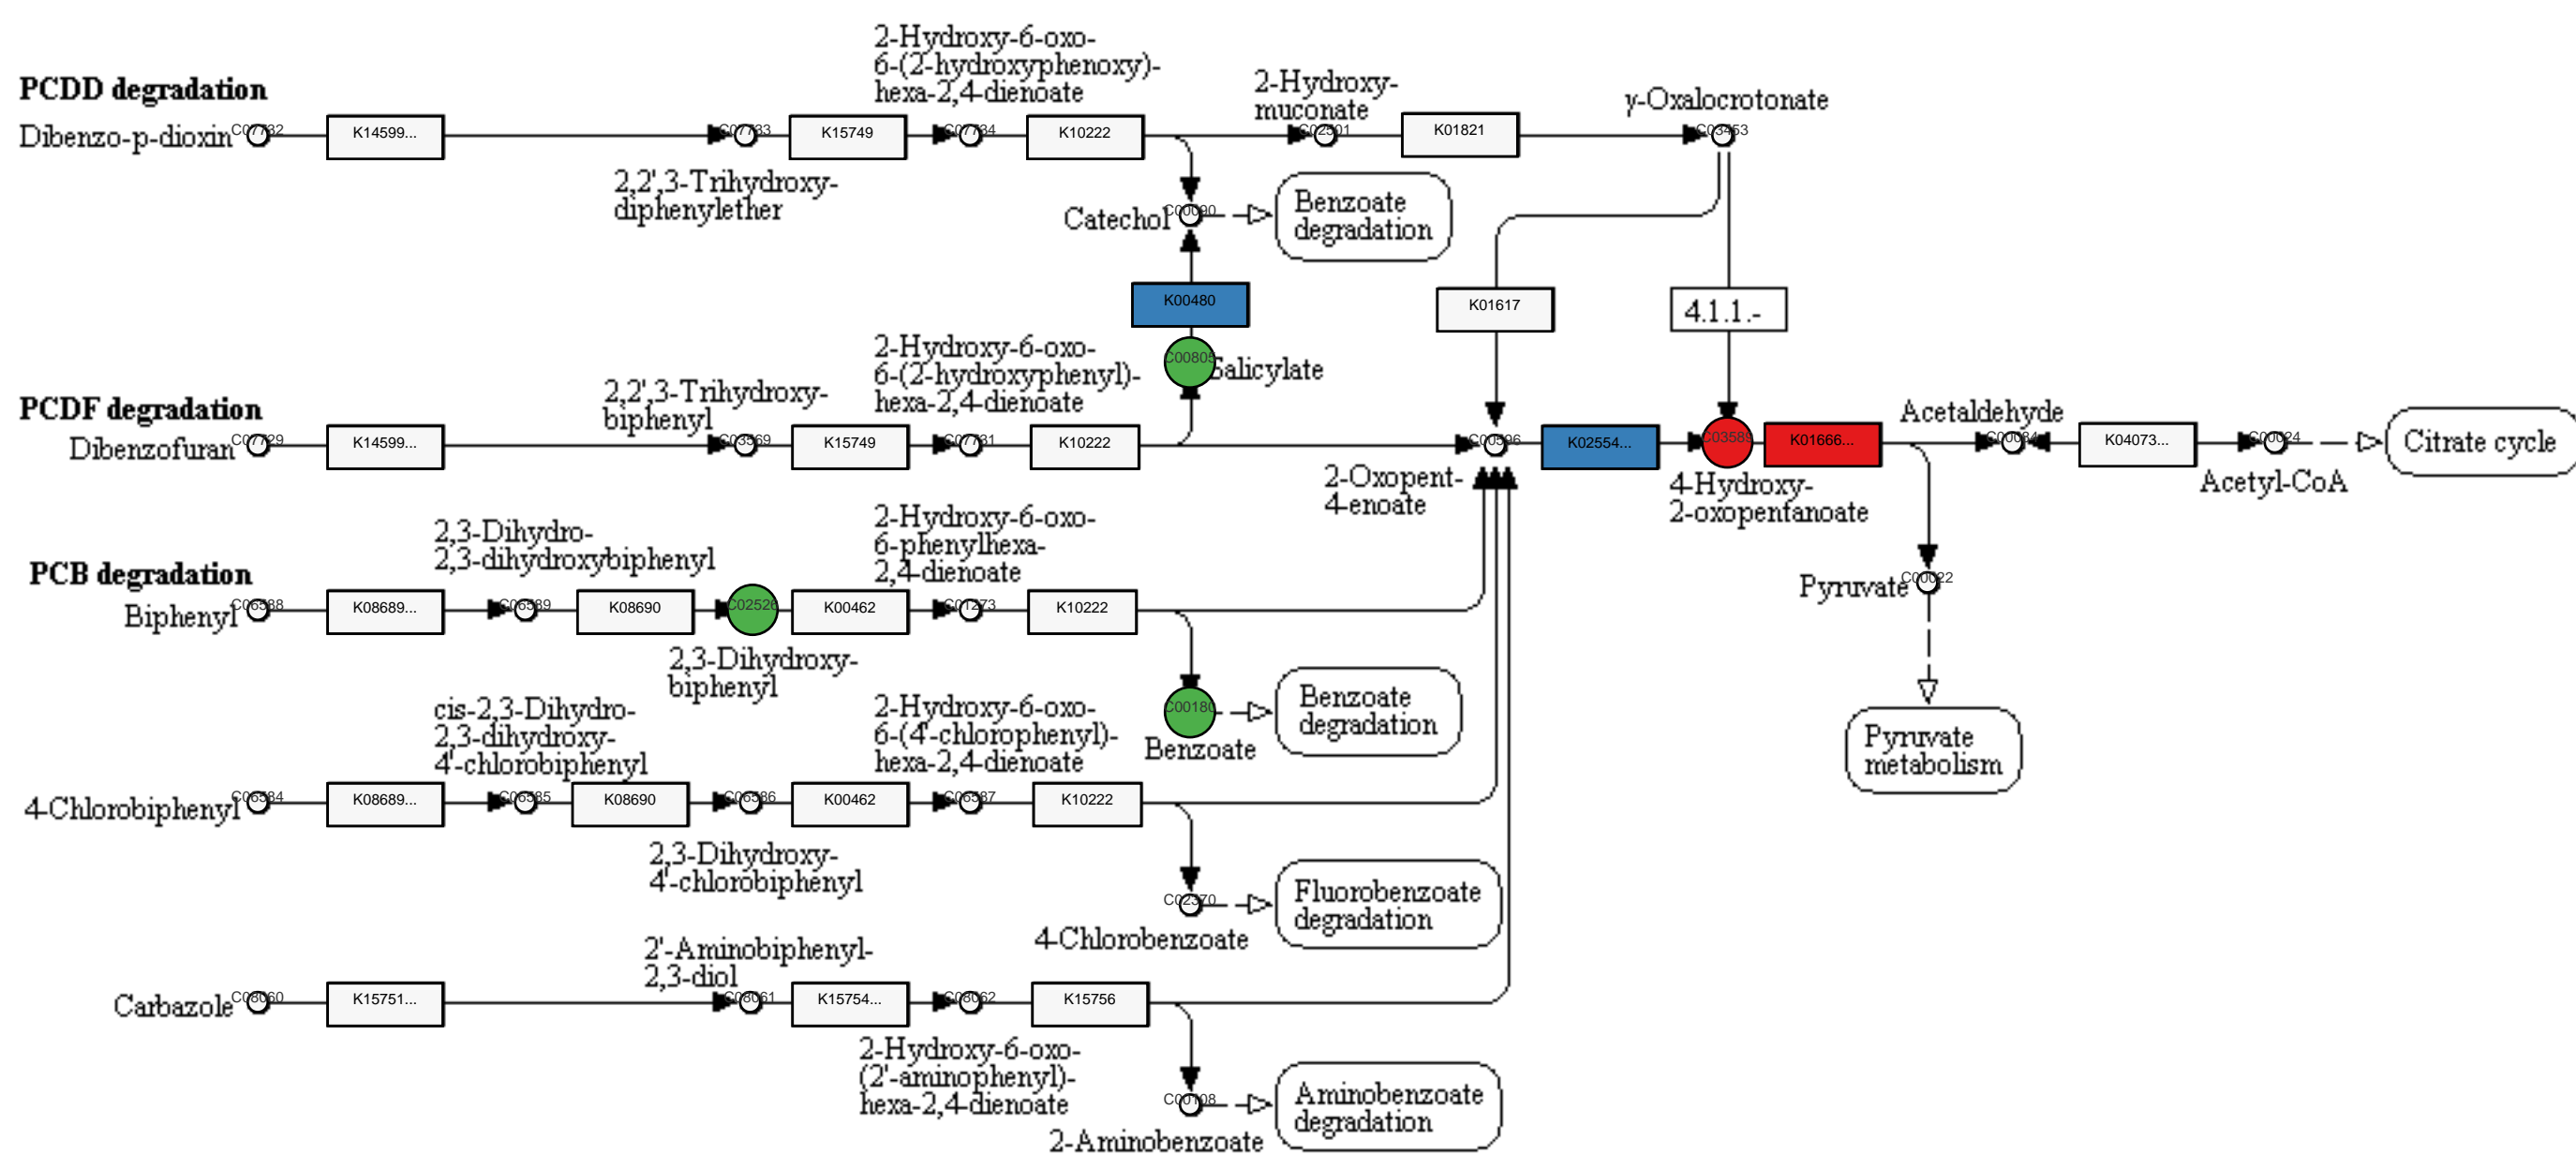 2-Hydroxy-6-oxo-
6-(2-hydroxyphenoxy)-
hexa-2,4-dienoate
2-Hydroxy-
muconate
γ-Oxalocrotonate
PCDD degradation
Dibenzo-p-dioxin
C07732
K14599...
C07733
K15749
C07734
K10222
C02501
K01821
C03453
2,2',3-Trihydroxy-
diphenylether
Catechol
C00090
Benzoate
degradation
K00480
K01617
4.1.1.-
C00805
Salicylate
2-Hydroxy-6-oxo-
6-(2-hydroxyphenyl)-
hexa-2,4-dienoate
2,2',3-Trihydroxy-
biphenyl
PCDF degradation
Dibenzofuran
C07729
K14599...
C03569
K15749
C07731
K10222
C00596
K02554...
C03589
K01666...
Acetaldehyde
C00084
K04073...
C00024
Citrate cycle
Acetyl-CoA
2-Oxopent-
4-enoate
4-Hydroxy-
2-oxopentanoate
Pyruvate
C00022
Pyruvate
metabolism
2,3-Dihydro-
2,3-dihydroxybiphenyl
2-Hydroxy-6-oxo-
6-phenylhexa-
2,4-dienoate
PCB degradation
Biphenyl
C06588
K08689...
C06589
K08690
C02526
K00462
C01273
K10222
2,3-Dihydroxy-
biphenyl
C00180
Benzoate
Benzoate
degradation
cis-2,3-Dihydro-
2,3-dihydroxy-
4'-chlorobiphenyl
2-Hydroxy-6-oxo-
6-(4'-chlorophenyl)-
hexa-2,4-dienoate
4-Chlorobiphenyl
C06584
K08689...
C06585
K08690
C06586
K00462
C06587
K10222
2,3-Dihydroxy-
4'-chlorobiphenyl
C02370
4-Chlorobenzoate
Fluorobenzoate
degradation
2'-Aminobiphenyl-
2,3-diol
Carbazole
C08060
K15751...
C08061
K15754...
C08062
K15756
2-Hydroxy-6-oxo-
(2'-aminophenyl)-
hexa-2,4-dienoate
C00108
2-Aminobenzoate
Aminobenzoate
degradation